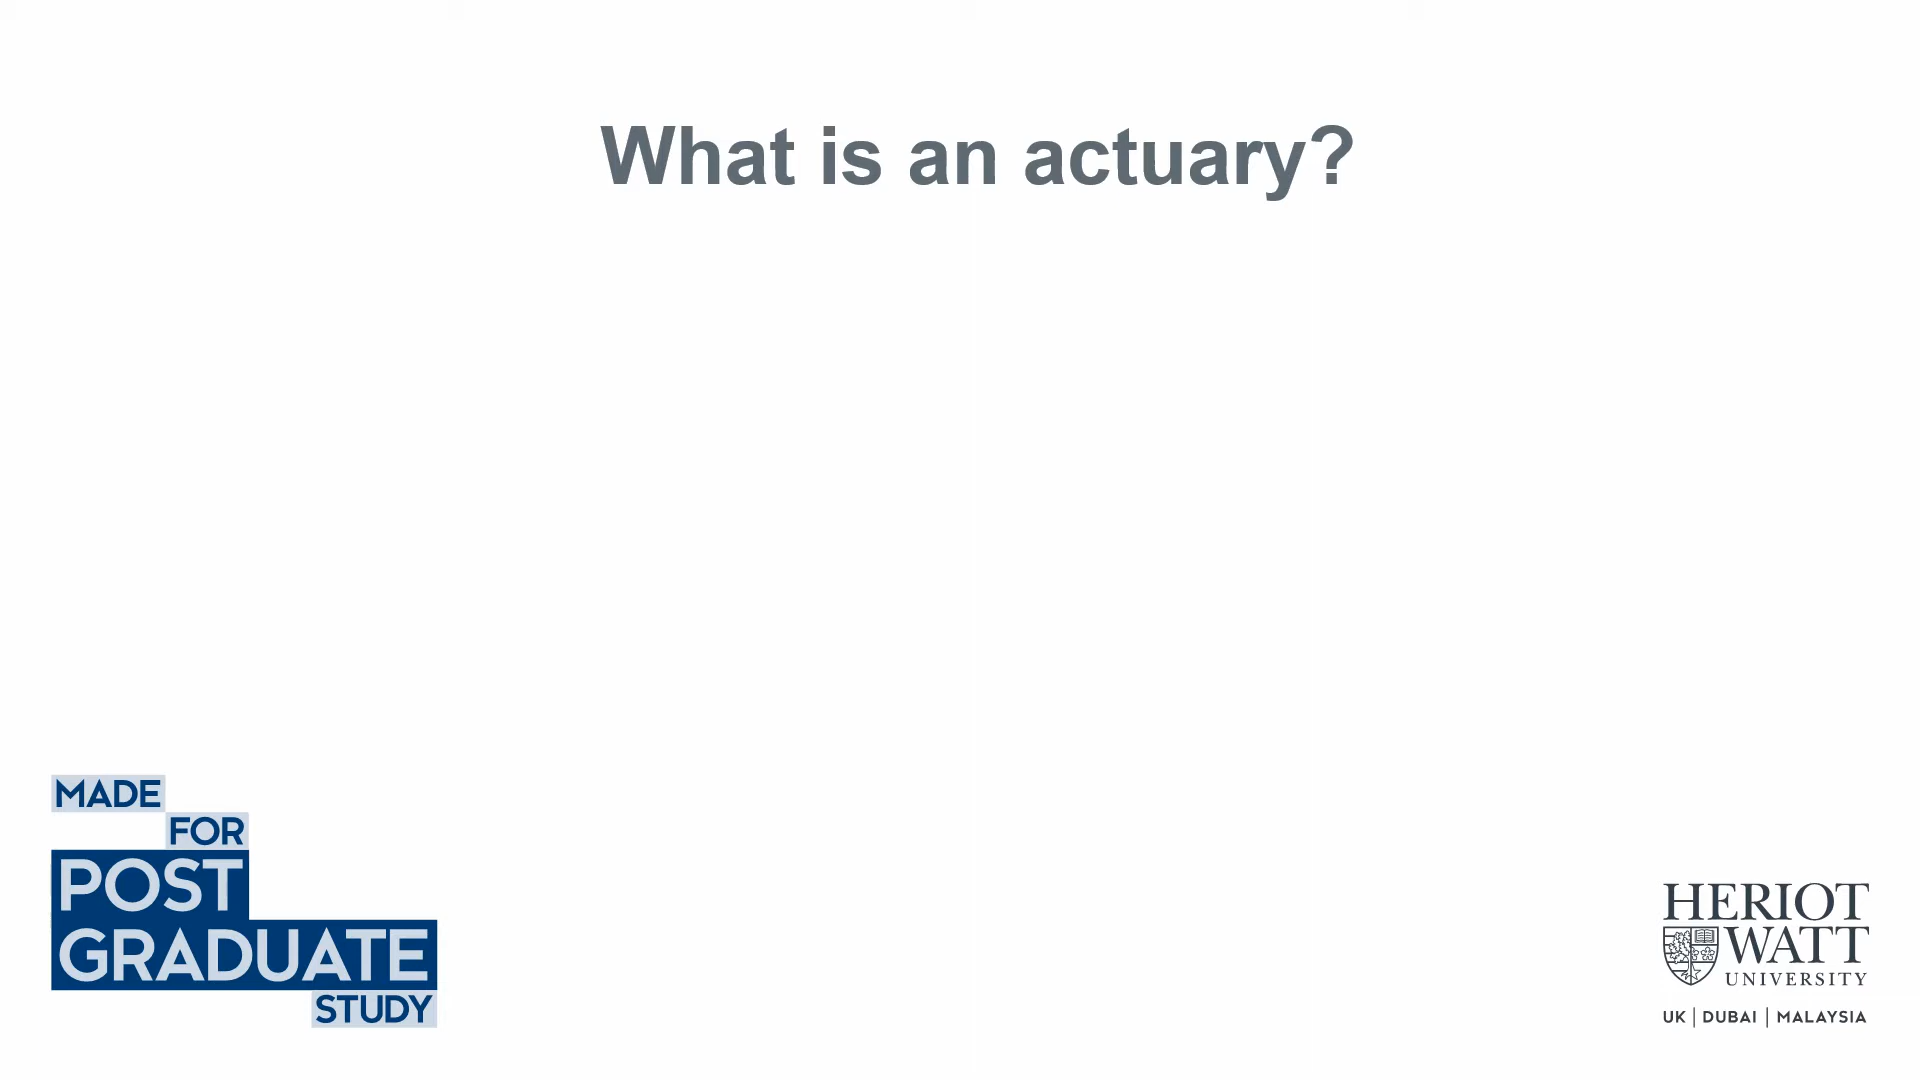 What is an actuary?
MADE
FOR
POST
GRADUATE
STUDY
HERIOT
WATT
UNIVERSITY
UK | DUBAI | MALAYSIA